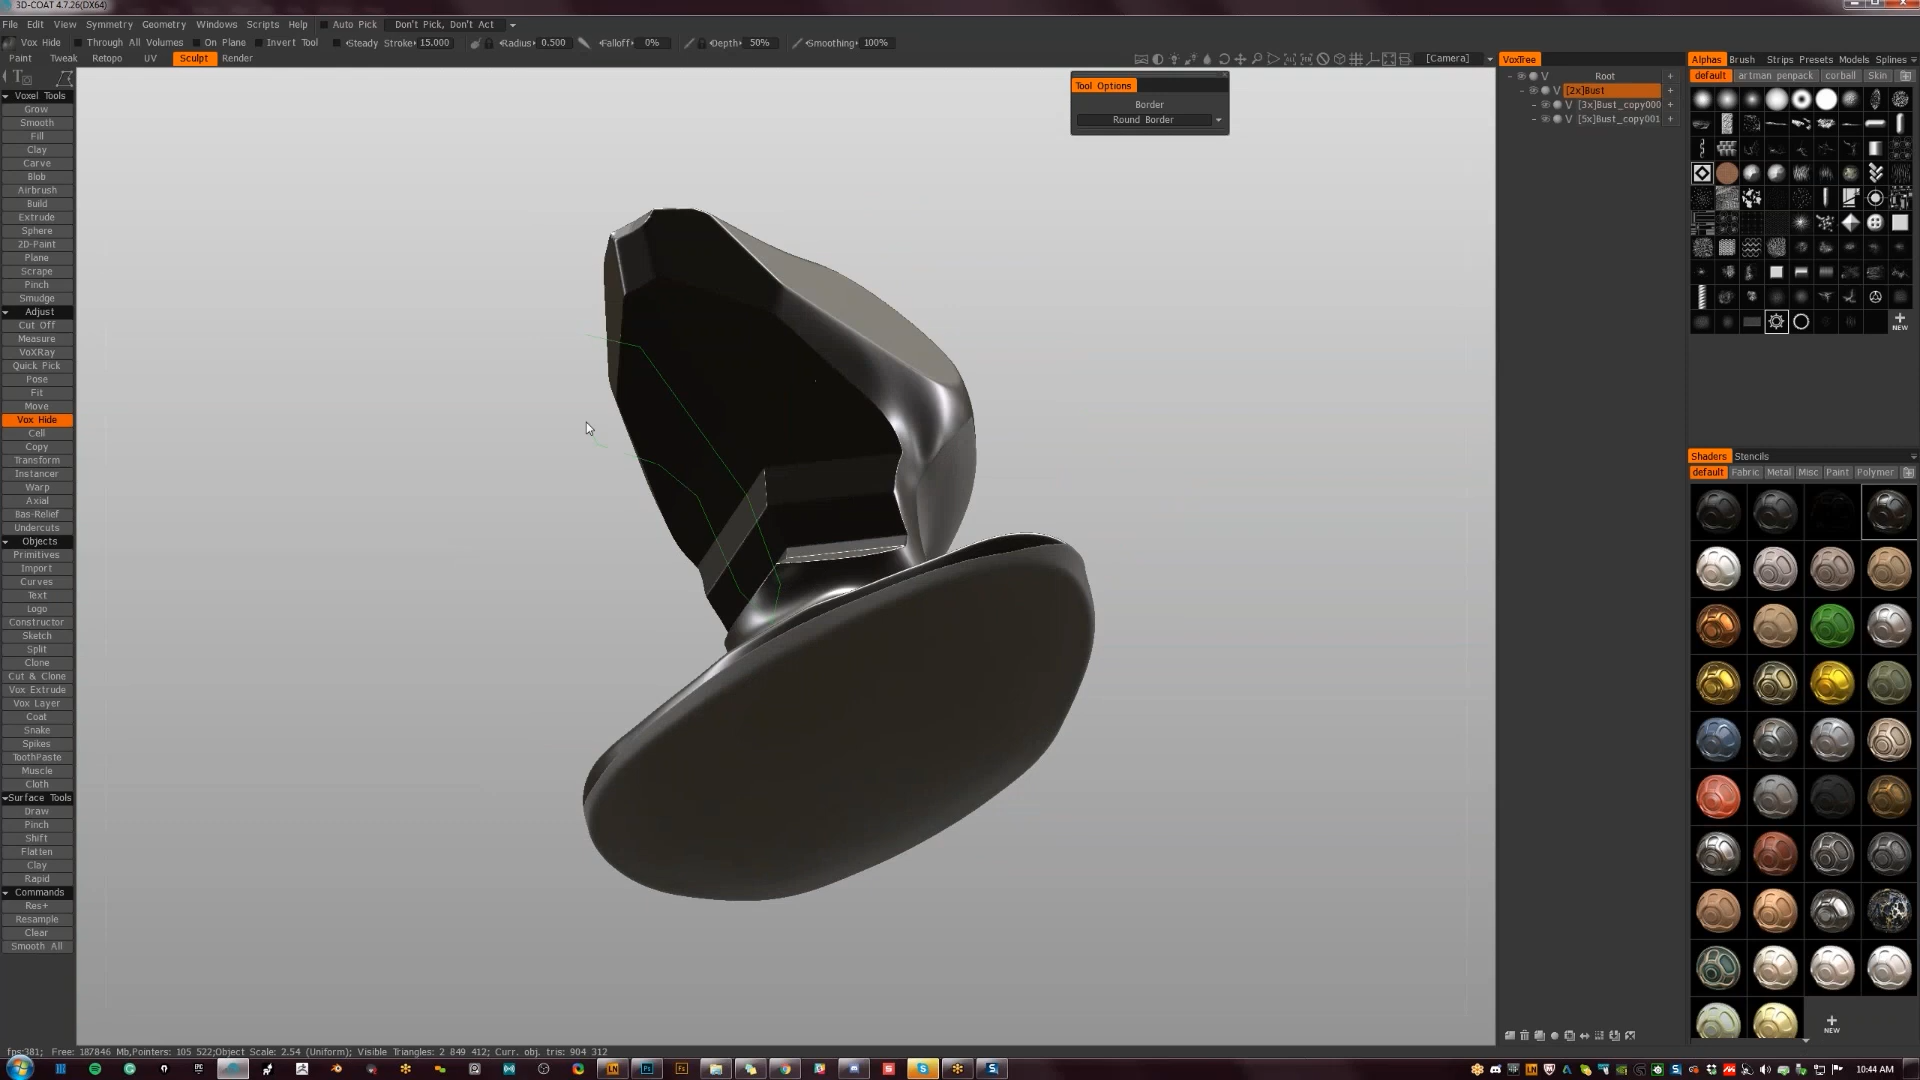 3D-COAT 4.7.26(DX64)
File Edit View Symmetry Geometry Windows Scripts Help Auto Pick Don't Pick, Don't Act
Vox Hide Through All Volumes On Plane Invert Tool Steady Stroke 15.000 Radius 0.500 Falloff 0% Depth 50% Smoothing 100%
Paint Tweak Retopo UV Sculpt Render [Camera]
Voxel Tools
Grow
Smooth
Fill
Clay
Carve
Blob
Airbrush
Build
Extrude
Sphere
2D-Paint
Plane
Scrape
Pinch
Smudge
Adjust
Cut Off
Measure
VoXRay
Quick Pick
Pose
Fit
Move
Vox Hide
Cell
Copy
Transform
Instancer
Warp
Axial
Bas-Relief
Undercuts
Objects
Primitives
Import
Curves
Text
Logo
Constructor
Sketch
Split
Clone
Cut & Clone
Vox Extrude
Vox Layer
Coat
Snake
Spikes
ToothPaste
Muscle
Cloth
Surface Tools
Draw
Pinch
Shift
Flatten
Clay
Rapid
Commands
Res+
Resample
Clear
Smooth All
Tool Options
Border
Round Border
VoxTree
V Root +
V [2x]Bust +
V [3x]Bust_copy000 +
V [5x]Bust_copy001 +
Alphas Brush Strips Presets Models Splines
default artman penpack corball Skin
NEW
Shaders Stencils
default Fabric Metal Misc Paint Polymer
NEW
fps:381; Free: 187846 Mb,Pointers: 105 522;Object Scale: 2.54 (Uniform); Visible Triangles: 2 849 412; Curr. obj. tris: 904 312
10:44 AM